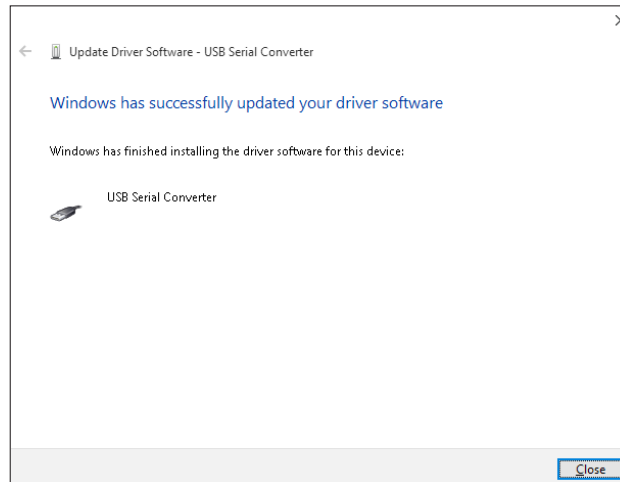 Update Driver Software - USB Serial Converter
Windows has successfully updated your driver software
Windows has finished installing the driver software for this device:
USB Serial Converter
Close